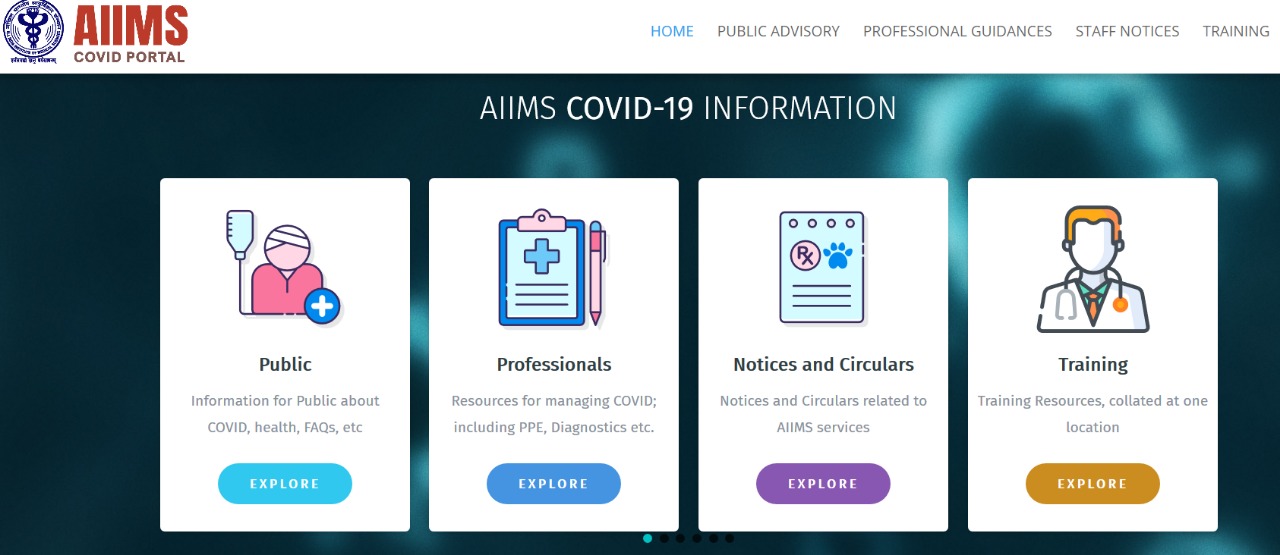 AIIMS
COVID PORTAL
HOME PUBLIC ADVISORY PROFESSIONAL GUIDANCES STAFF NOTICES TRAINING
AIIMS COVID-19 INFORMATION
Rx
Public
Information for Public about
COVID, health, FAQs, etc
EXPLORE
Professionals
Resources for managing COVID;
including PPE, Diagnostics etc.
EXPLORE
Notices and Circulars
Notices and Circulars related to
AIIMS services
EXPLORE
Training
Training Resources, collated at one
location
EXPLORE